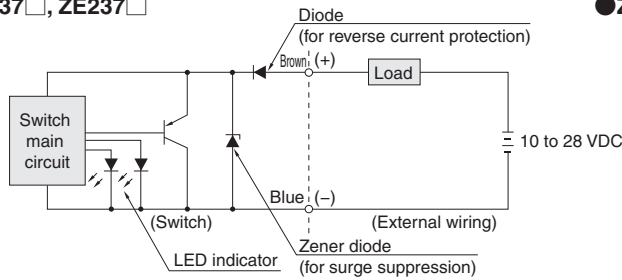 37□, ZE237□
●
Diode
(for reverse current protection)
Brown (+)
Load
Switch
main
circuit
10 to 28 VDC
Blue (−)
(Switch)
(External wiring)
LED indicator
Zener diode
(for surge suppression)